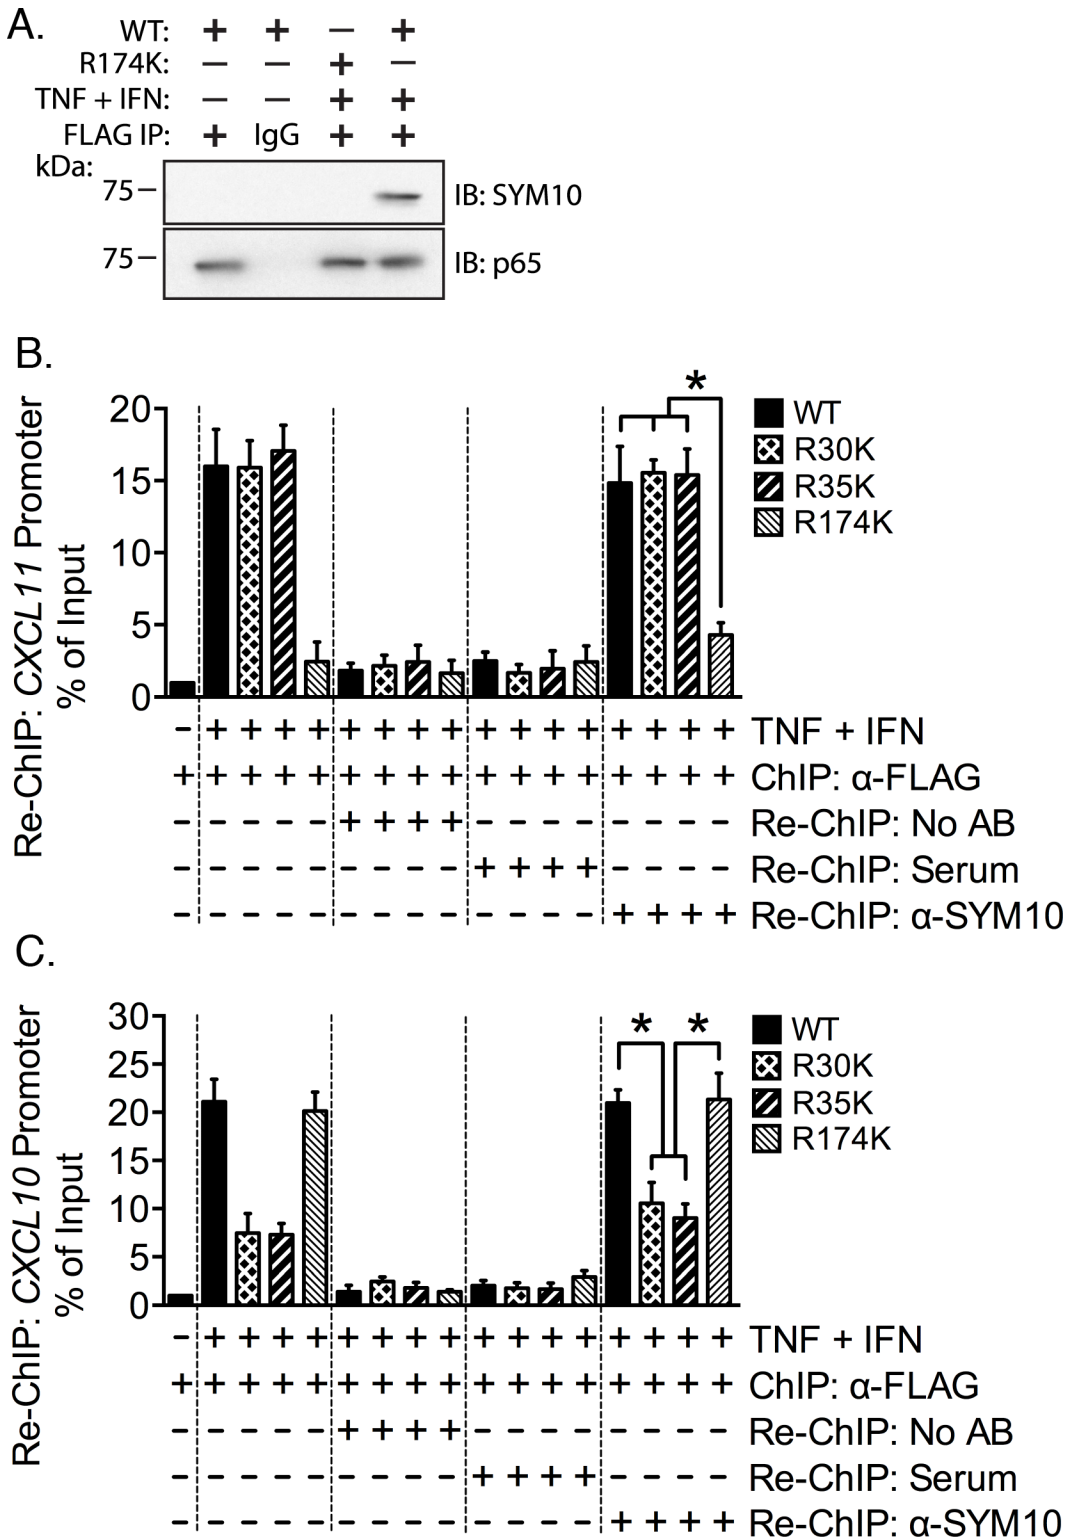 A.
WT: + + – +
R174K: – – + –
TNF + IFN: – – + +
FLAG IP: + IgG + +
kDa:
75 – IB: SYM10
75 – IB: p65
B.
Re-ChIP: CXCL11 Promoter
% of Input
20
15
10
5
0
*
WT
R30K
R35K
R174K
– + + + + + + + + + + + + + + + + TNF + IFN
+ + + + + + + + + + + + + + + + + ChIP: α-FLAG
– – – – – + + + + – – – – – – – – Re-ChIP: No AB
– – – – – – – – – + + + + – – – – Re-ChIP: Serum
– – – – – – – – – – – – – + + + + Re-ChIP: α-SYM10
C.
Re-ChIP: CXCL10 Promoter
% of Input
30
25
20
15
10
5
0
* *
WT
R30K
R35K
R174K
– + + + + + + + + + + + + + + + + TNF + IFN
+ + + + + + + + + + + + + + + + + ChIP: α-FLAG
– – – – – + + + + – – – – – – – – Re-ChIP: No AB
– – – – – – – – – + + + + – – – – Re-ChIP: Serum
– – – – – – – – – – – – – + + + + Re-ChIP: α-SYM10